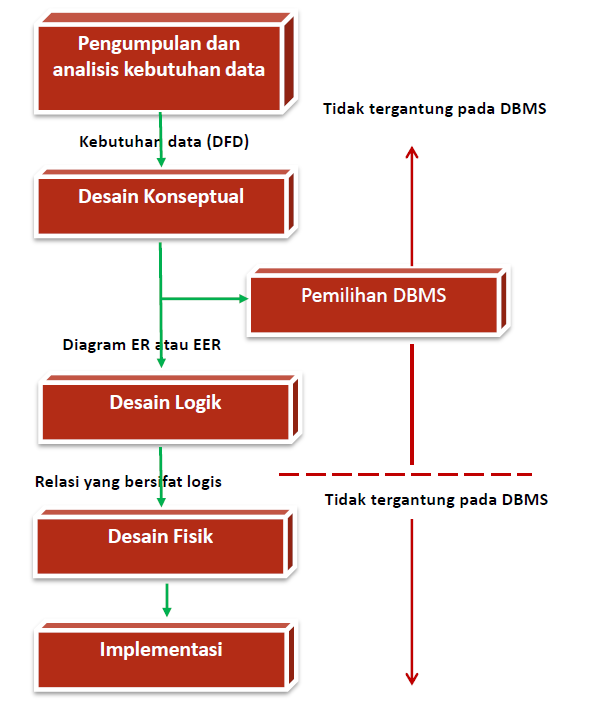 Pengumpulan dan
analisis kebutuhan data
Tidak tergantung pada DBMS
Kebutuhan data (DFD)
Desain Konseptual
Pemilihan DBMS
Diagram ER atau EER
Desain Logik
Relasi yang bersifat logis
Tidak tergantung pada DBMS
Desain Fisik
Implementasi